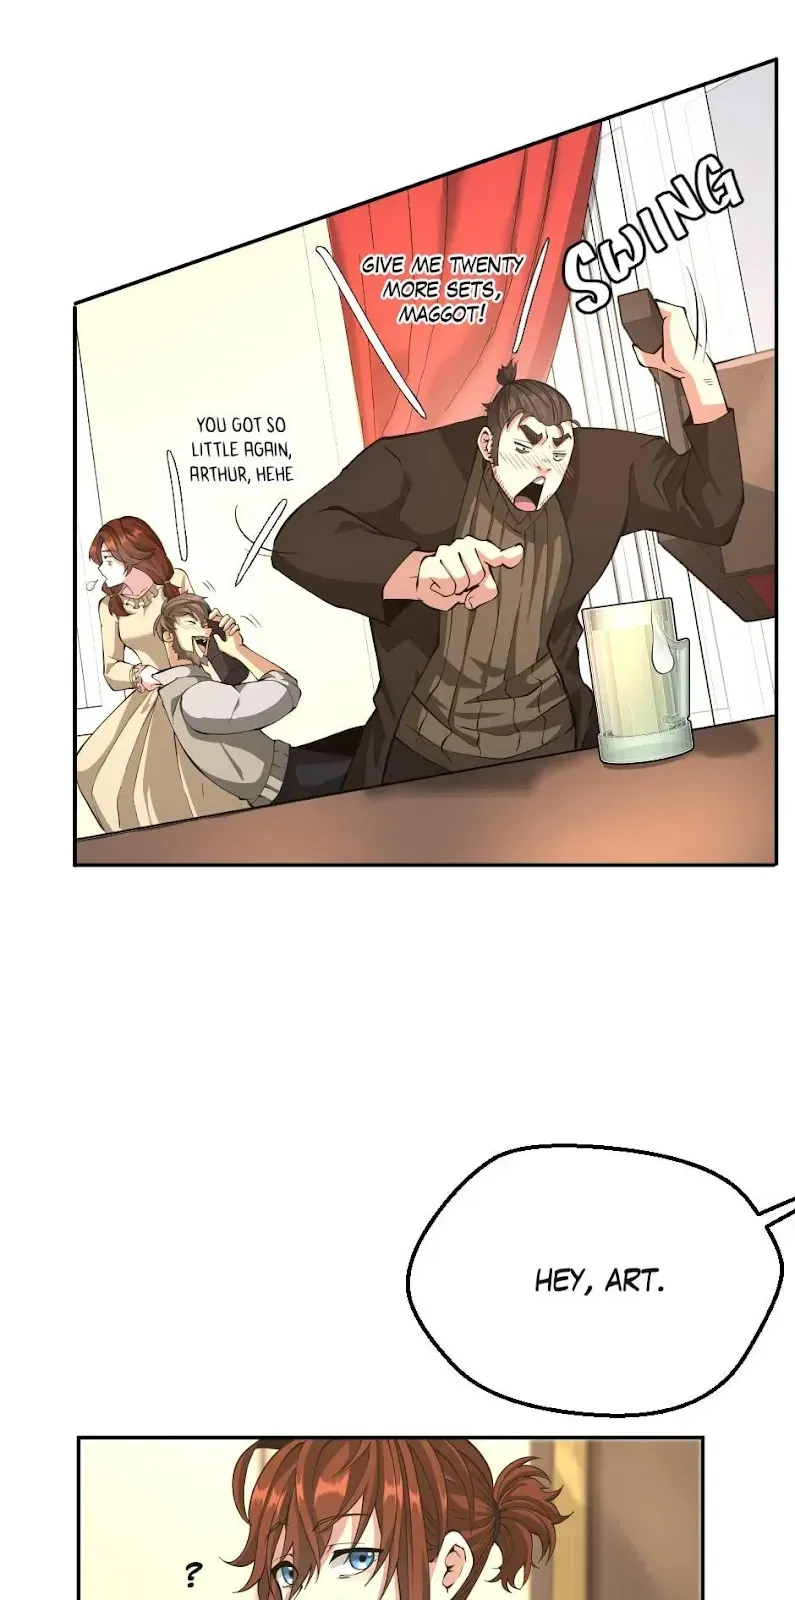 SWING
GIVE ME TWENTY
MORE SETS,
MAGGOT!
YOU GOT SO
LITTLE AGAIN,
ARTHUR, HEHE
HEY, ART.
?